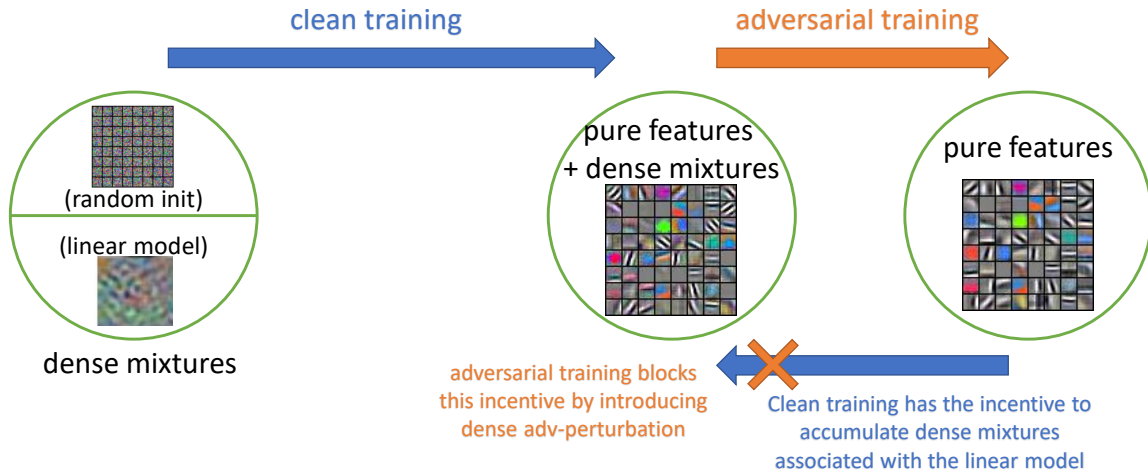 clean training
adversarial training
(random init)
(linear model)
dense mixtures
pure features
+ dense mixtures
pure features
adversarial training blocks
this incentive by introducing
dense adv-perturbation
Clean training has the incentive to
accumulate dense mixtures
associated with the linear model